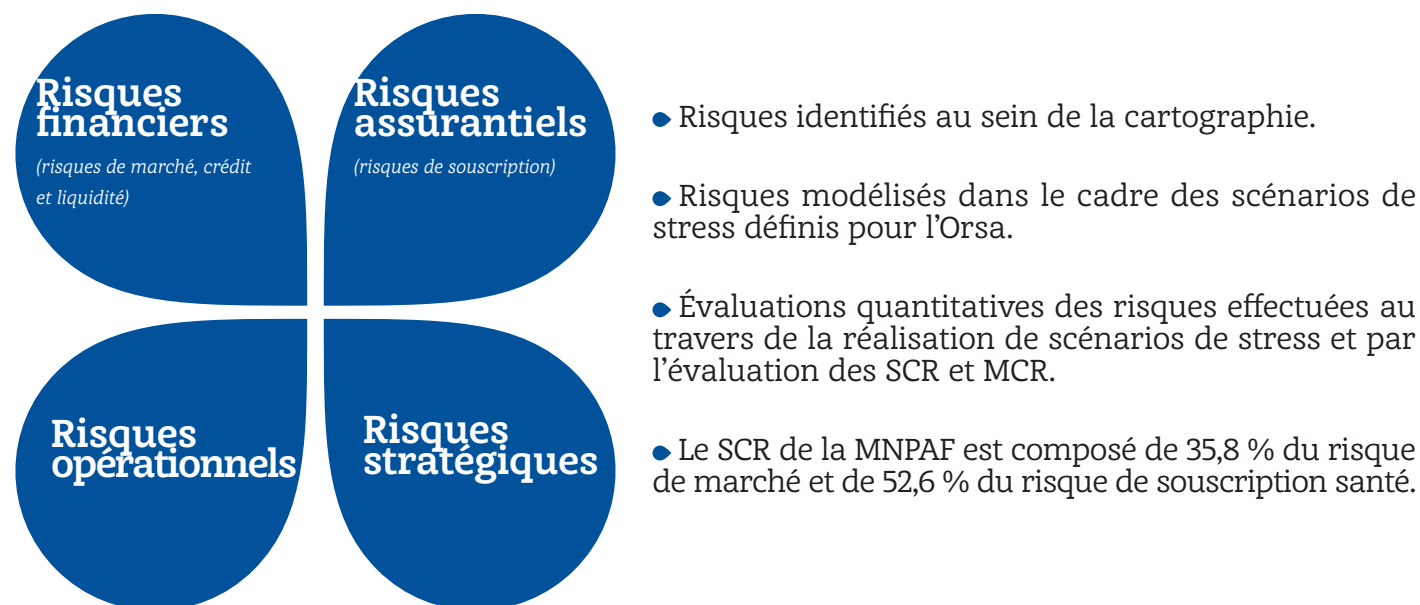 Risques
financiers
(risques de marché, crédit
et liquidité)
Risques
assurantiels
(risques de souscription)
Risques
opérationnels
Risques
stratégiques
Risques identifiés au sein de la cartographie.
Risques modélisés dans le cadre des scénarios de
stress définis pour l’Orsa.
Évaluations quantitatives des risques effectuées au
travers de la réalisation de scénarios de stress et par
l’évaluation des SCR et MCR.
Le SCR de la MNPAF est composé de 35,8 % du risque
de marché et de 52,6 % du risque de souscription santé.